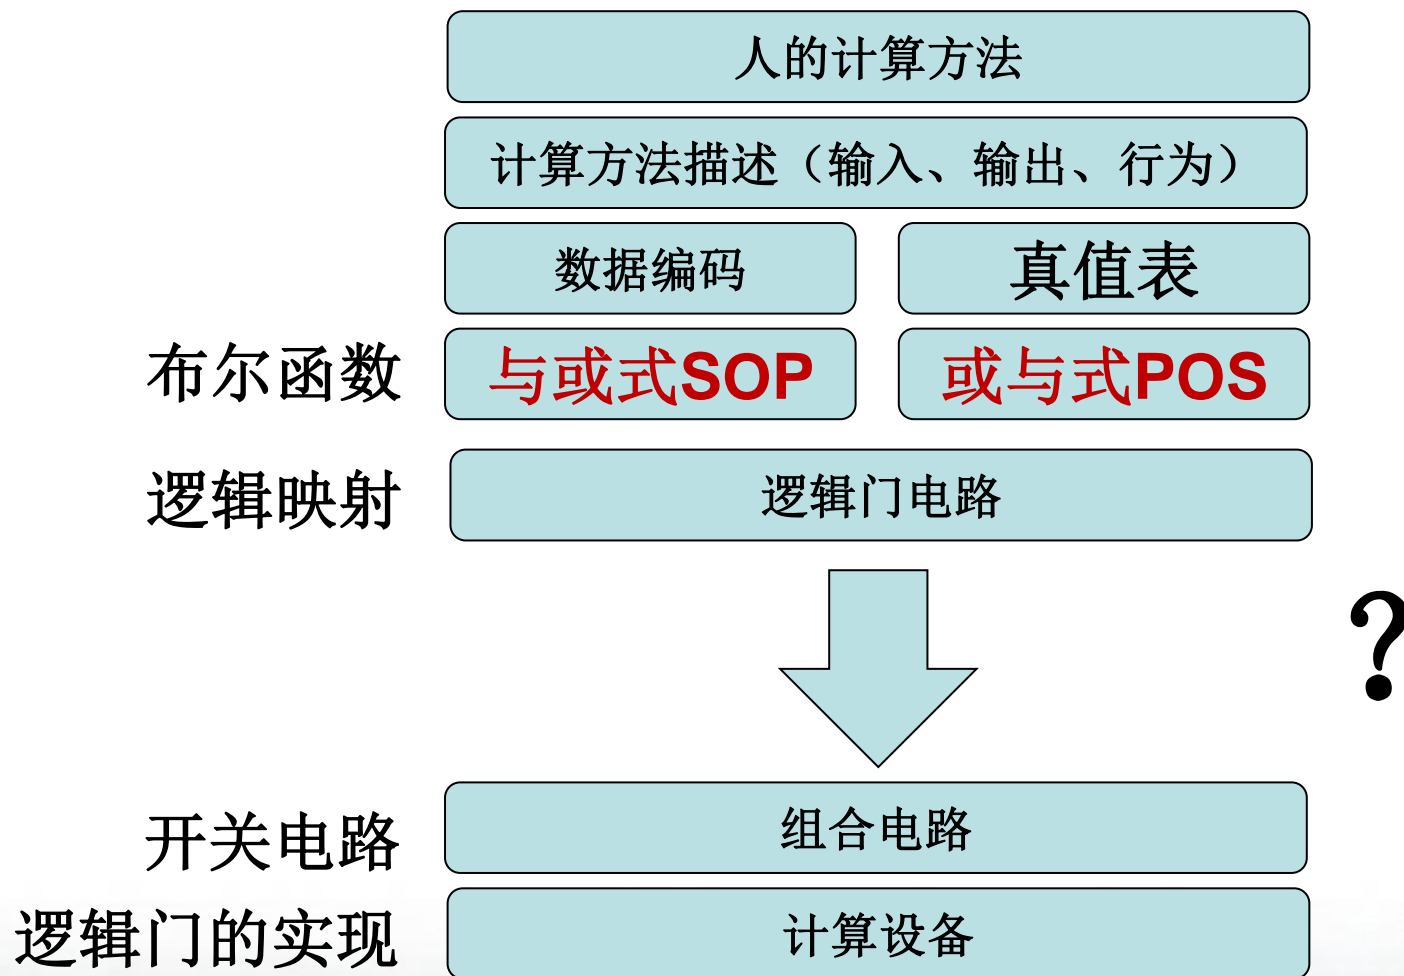 人的计算方法
计算方法描述（输入、输出、行为）
数据编码 真值表
布尔函数 与或式SOP 或与式POS
逻辑映射 逻辑门电路
?
开关电路 组合电路
逻辑门的实现 计算设备